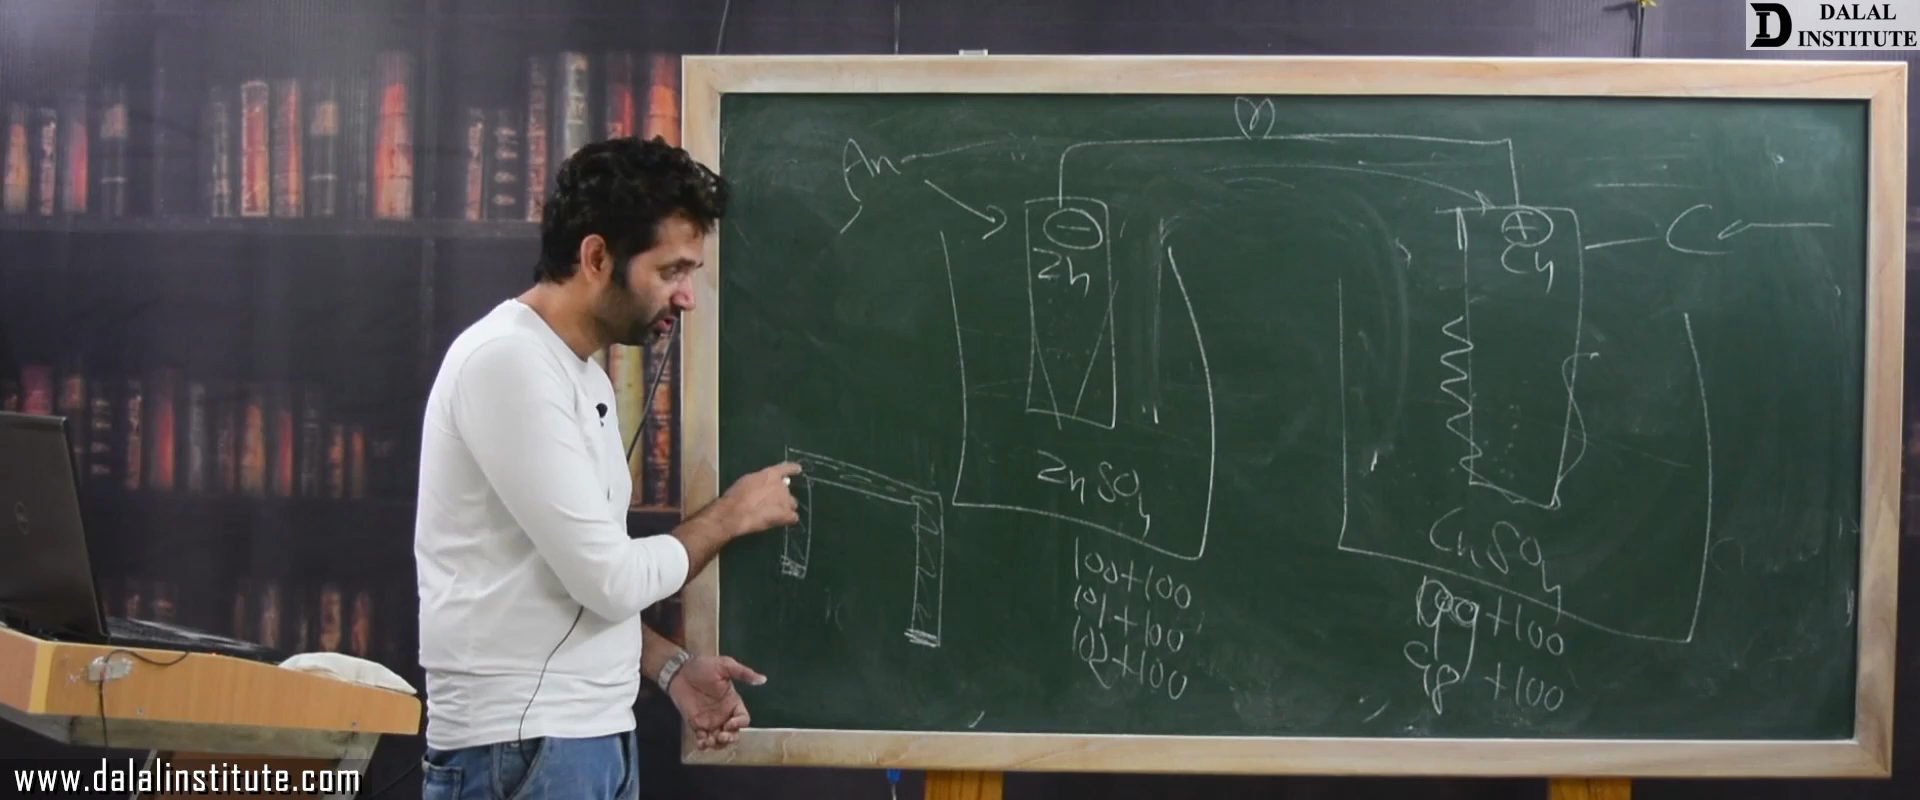 DALAL
INSTITUTE
An
−
Zn
+
Cu
C
ZnSO4
CuSO4
100+100
101+100
102+100
100+100
99
98+100
www.dalalinstitute.com